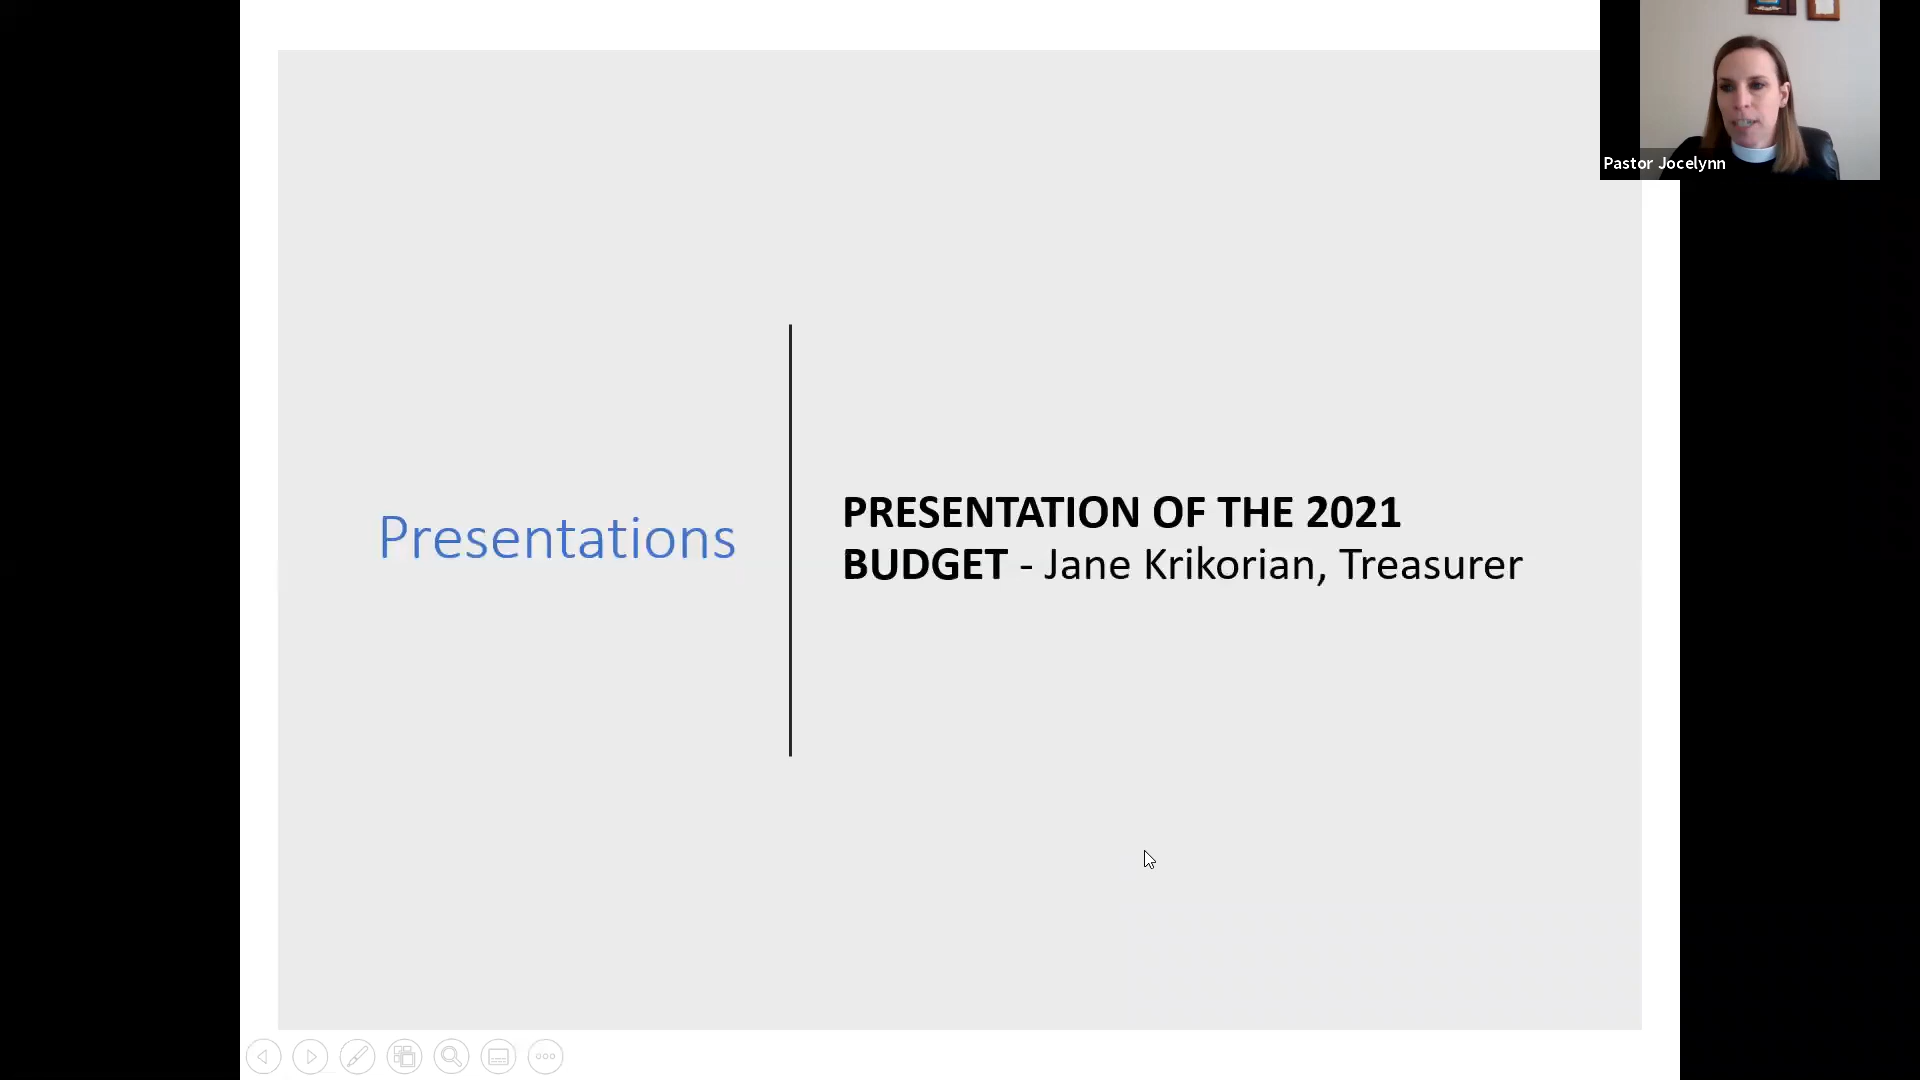 Pastor Jocelynn
Presentations
PRESENTATION OF THE 2021
BUDGET - Jane Krikorian, Treasurer